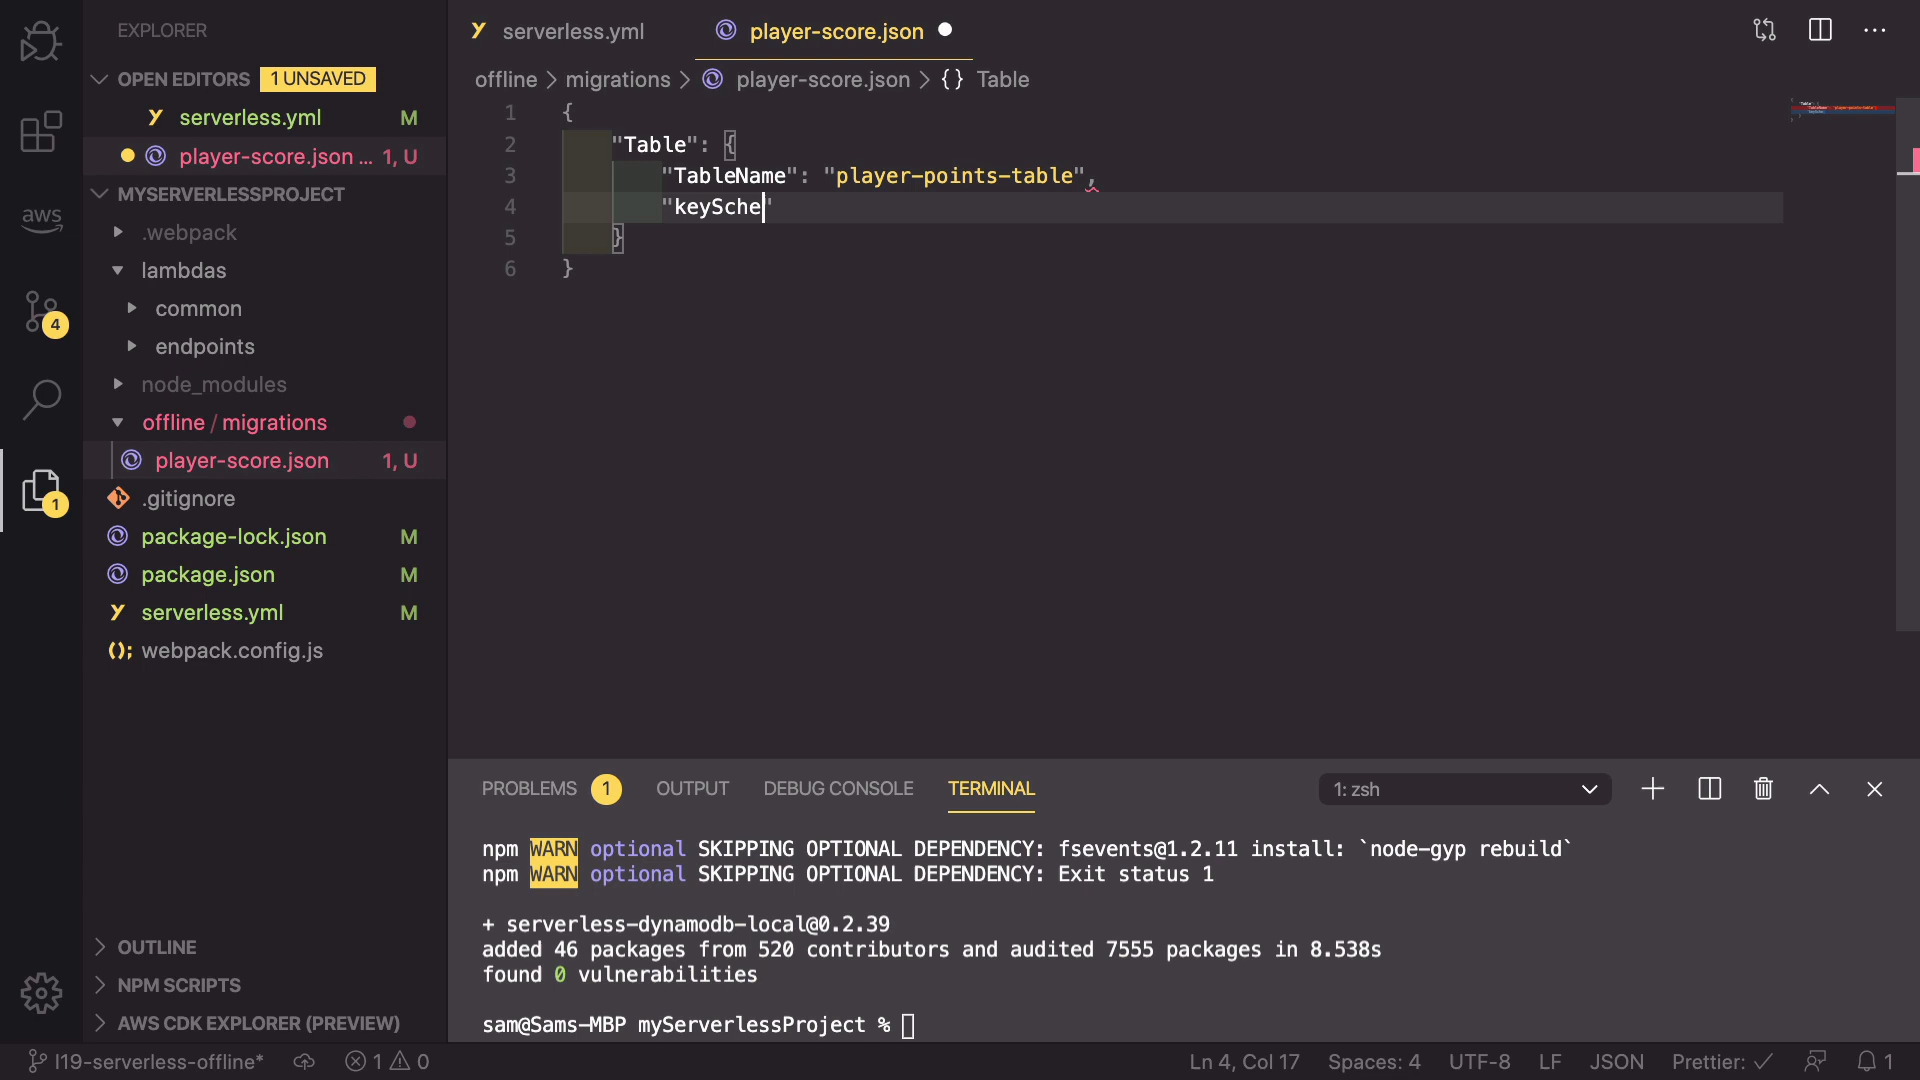 EXPLORER
OPEN EDITORS 1 UNSAVED
serverless.yml M
player-score.json ... 1, U
MYSERVERLESSPROJECT
.webpack
lambdas
common
endpoints
node_modules
offline / migrations
player-score.json 1, U
.gitignore
package-lock.json M
package.json M
serverless.yml M
webpack.config.js
OUTLINE
NPM SCRIPTS
AWS CDK EXPLORER (PREVIEW)
aws
4
1
serverless.yml player-score.json
offline > migrations > player-score.json > {} Table
1 {
2 "Table": {
3 "TableName": "player-points-table",
4 "keySche"
5 }
6 }
PROBLEMS 1 OUTPUT DEBUG CONSOLE TERMINAL 1: zsh
npm WARN optional SKIPPING OPTIONAL DEPENDENCY: fsevents@1.2.11 install: `node-gyp rebuild`
npm WARN optional SKIPPING OPTIONAL DEPENDENCY: Exit status 1
+ serverless-dynamodb-local@0.2.39
added 46 packages from 520 contributors and audited 7555 packages in 8.538s
found 0 vulnerabilities
sam@Sams-MBP myServerlessProject %
l19-serverless-offline* 1 0 Ln 4, Col 17 Spaces: 4 UTF-8 LF JSON Prettier: ✓ 1